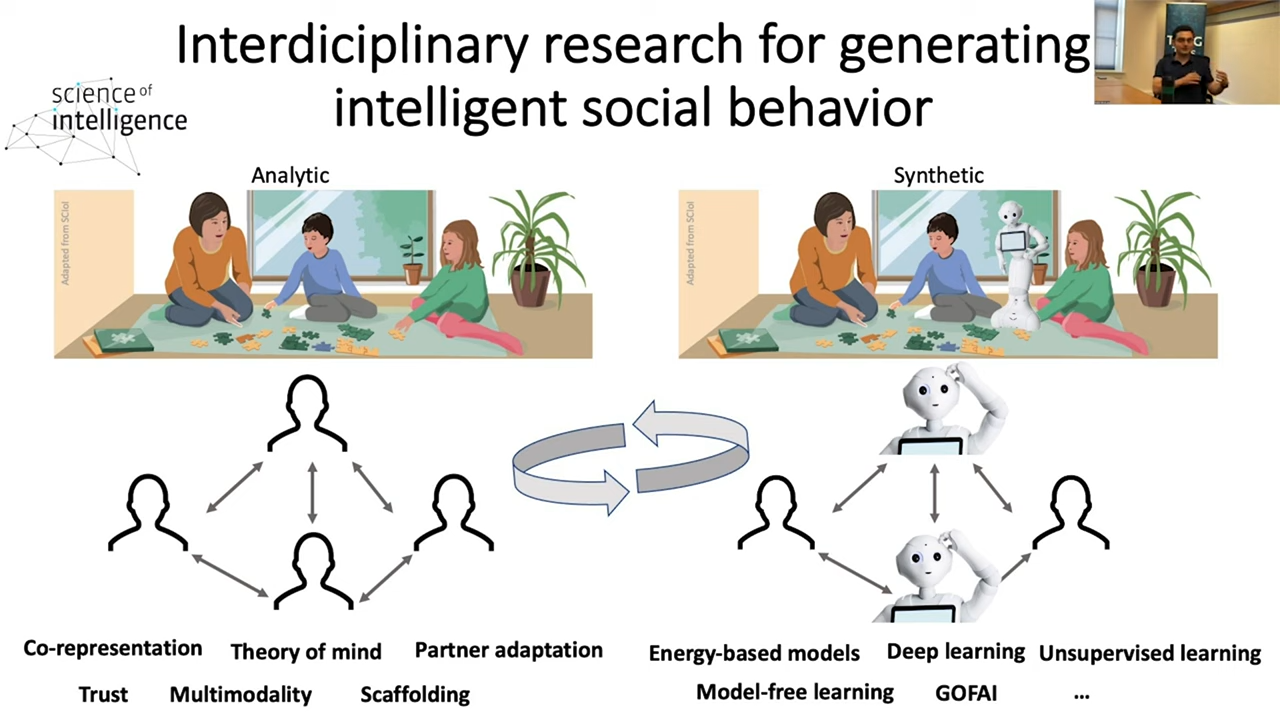 Interdiciplinary research for generating
intelligent social behavior
science of
intelligence
Analytic
Synthetic
Adapted from SCIoI
Adapted from SCIoI
Co-representation
Theory of mind
Partner adaptation
Trust
Multimodality
Scaffolding
Energy-based models
Deep learning
Unsupervised learning
Model-free learning
GOFAI
...